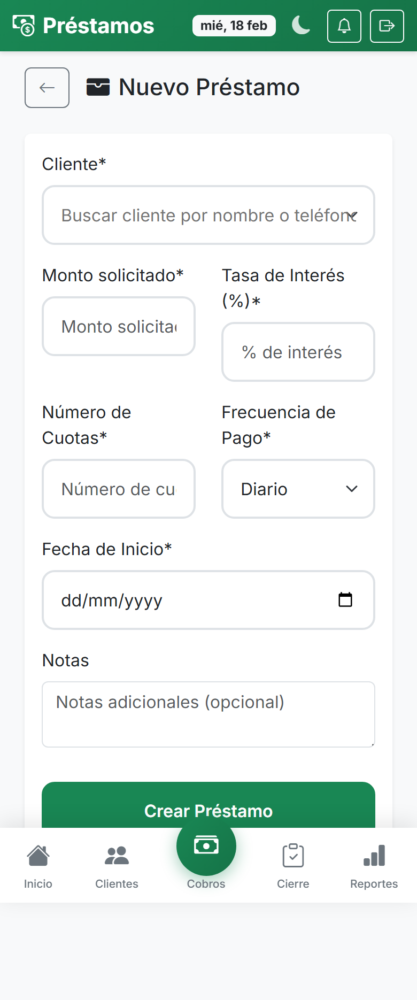 Préstamos
mié, 18 feb
Nuevo Préstamo
Cliente*
Buscar cliente por nombre o teléfono
Monto solicitado*
Tasa de Interés
(%)*
Monto solicitad
% de interés
Número de
Cuotas*
Frecuencia de
Pago*
Número de cu
Diario
Fecha de Inicio*
dd/mm/yyyy
Notas
Notas adicionales (opcional)
Crear Préstamo
Inicio
Clientes
Cobros
Cierre
Reportes